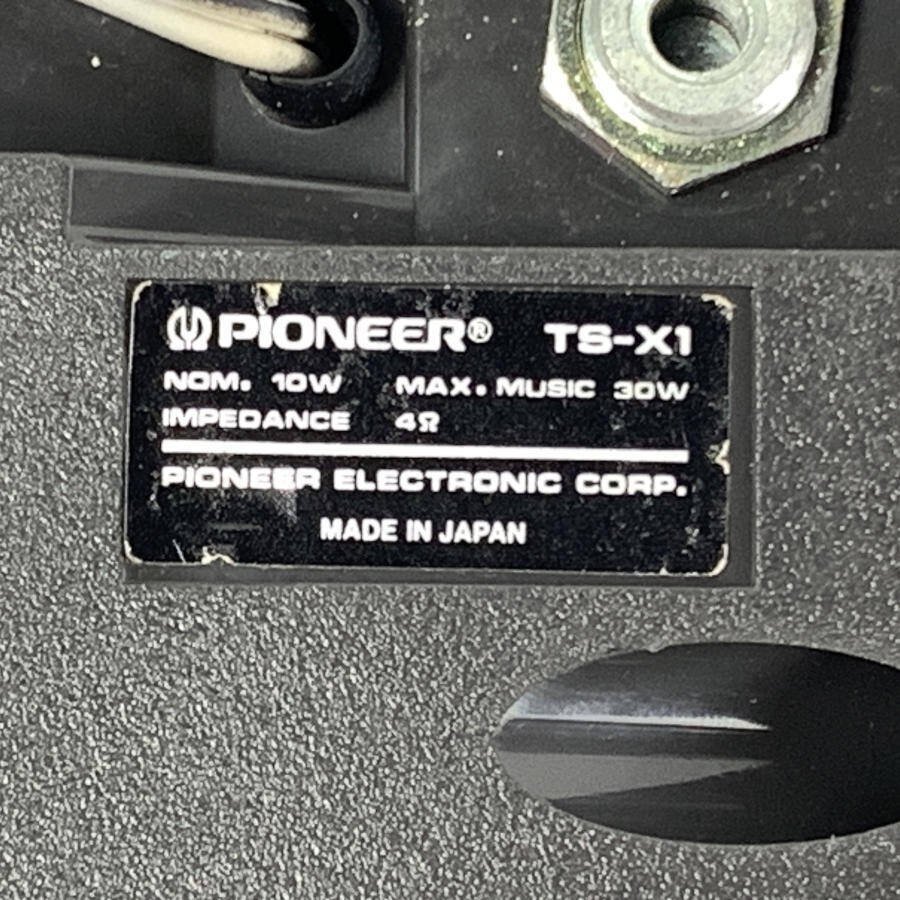 PIONEER® TS-X1
NOM. 10W MAX. MUSIC 30W
IMPEDANCE 4Ω
PIONEER ELECTRONIC CORP.
MADE IN JAPAN